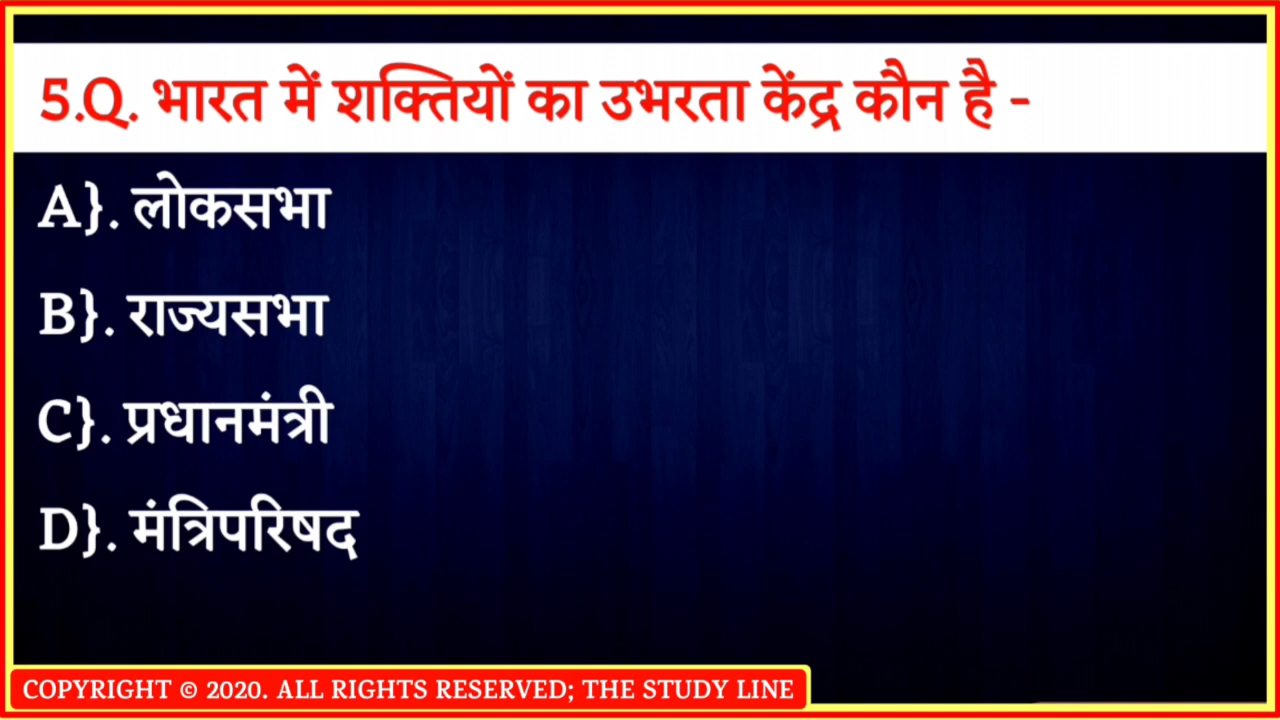 5.Q. भारत में शक्तियों का उभरता केंद्र कौन है -
A}. लोकसभा
B}. राज्यसभा
C}. प्रधानमंत्री
D}. मंत्रिपरिषद
COPYRIGHT © 2020. ALL RIGHTS RESERVED; THE STUDY LINE